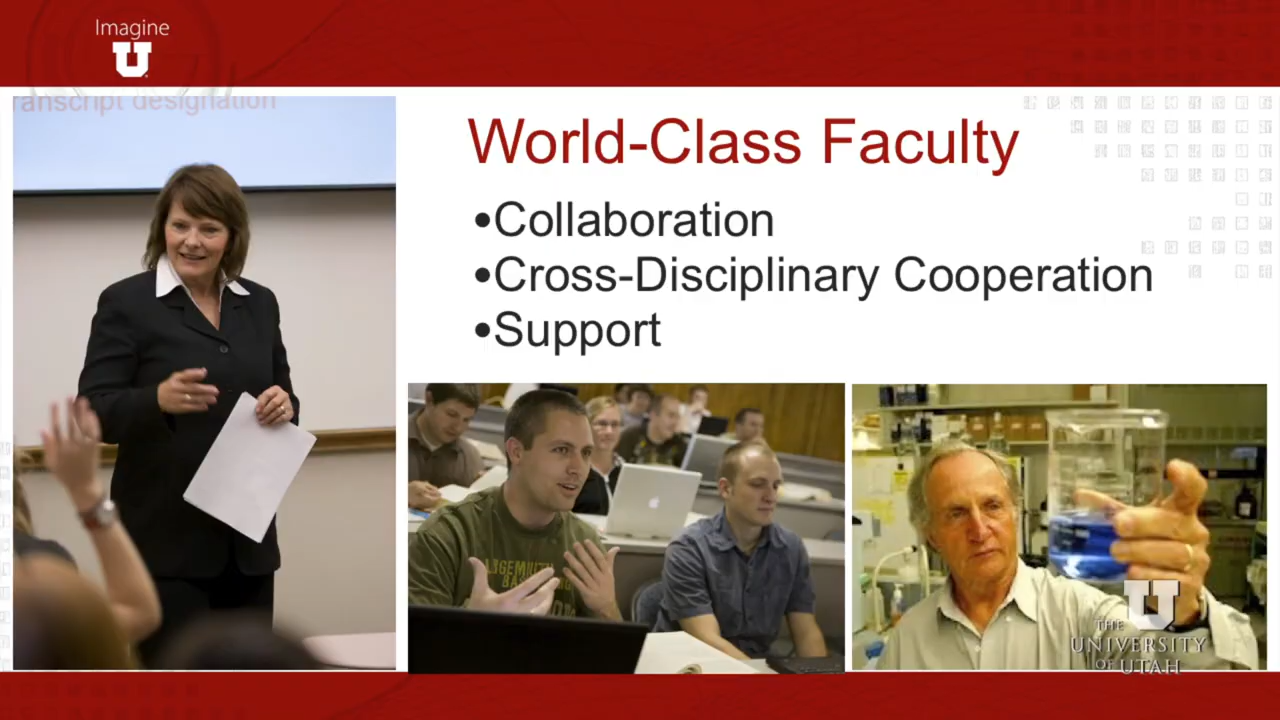 Imagine
U
ranscript designation
World-Class Faculty
•Collaboration
•Cross-Disciplinary Cooperation
•Support
U
THE
UNIVERSITY
OF UTAH